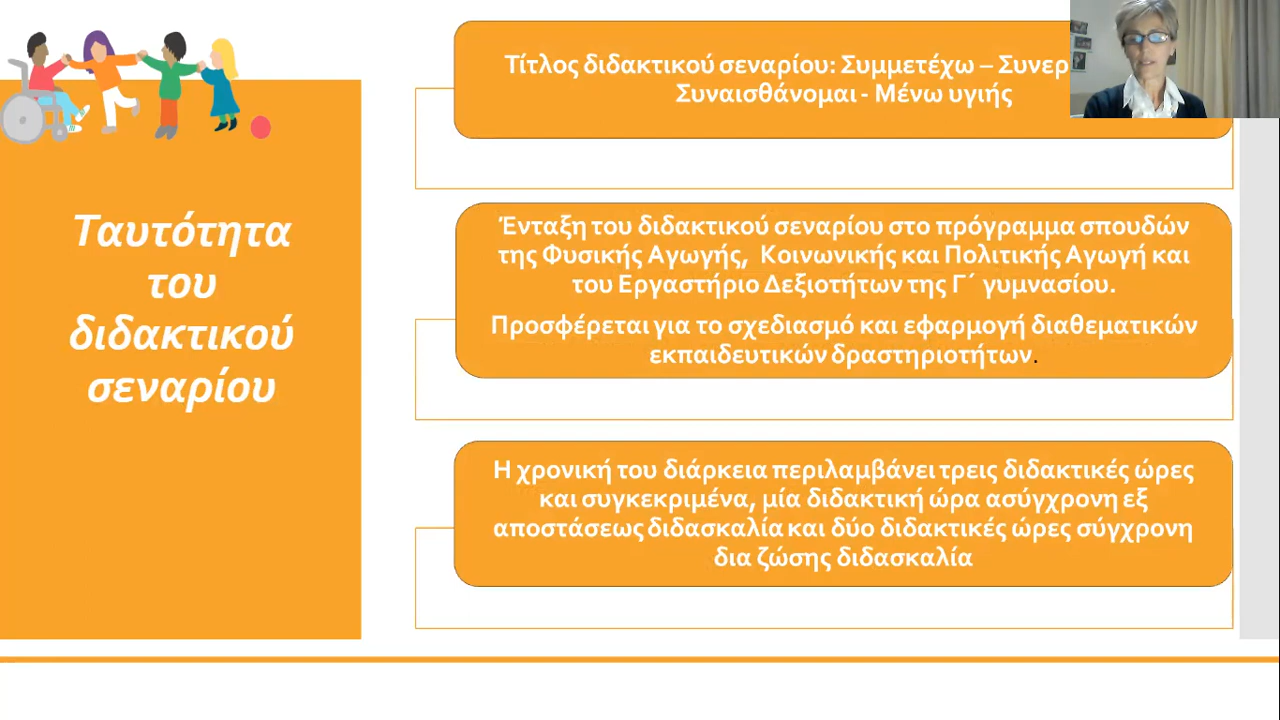 Ταυτότητα
του
διδακτικού
σεναρίου
Τίτλος διδακτικού σεναρίου: Συμμετέχω –
Συναισθάνομαι - Μένω υγιής
Ένταξη του διδακτικού σεναρίου στο πρόγραμμα σπουδών
της Φυσικής Αγωγής, Κοινωνικής και Πολιτικής Αγωγή και
του Εργαστήριο Δεξιοτήτων της Γ΄ γυμνασίου.
Προσφέρεται για το σχεδιασμό και εφαρμογή διαθεματικών
εκπαιδευτικών δραστηριοτήτων.
Η χρονική του διάρκεια περιλαμβάνει τρεις διδακτικές ώρες
και συγκεκριμένα, μία διδακτική ώρα ασύγχρονη εξ
αποστάσεως διδασκαλία και δύο διδακτικές ώρες σύγχρονη
δια ζώσης διδασκαλία